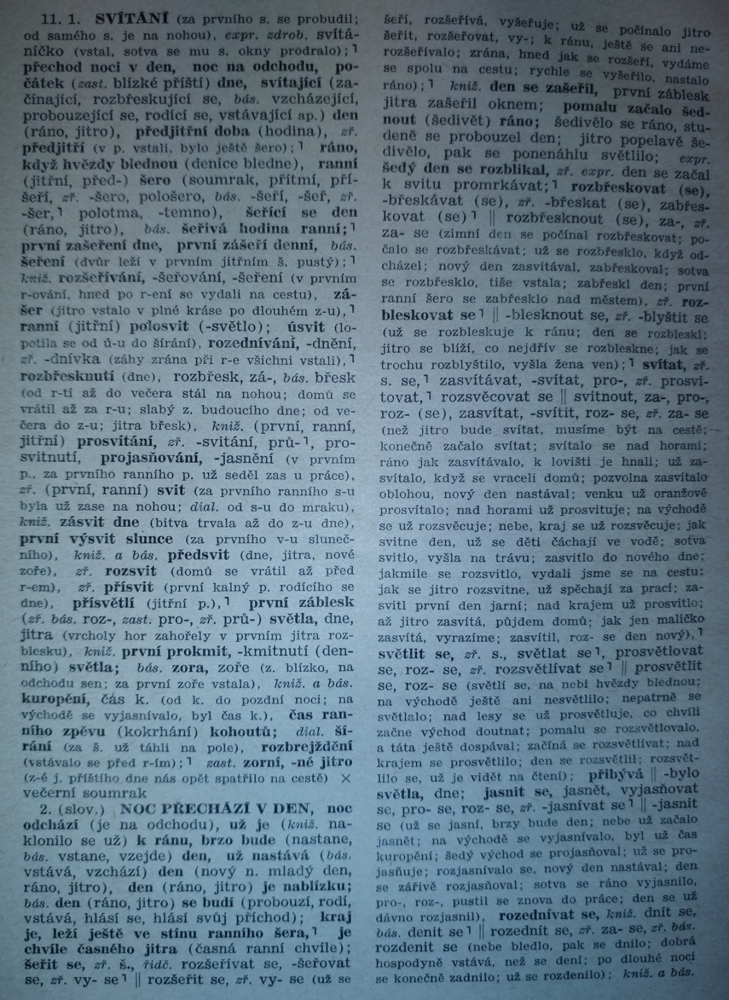 11. 1. SVÍTÁNÍ (za prvního s. se probudil;
od samého s. je na nohou), expr. zdrob. svítá-
níčko (vstal, sotva se mu s. okny prodralo);˥
přechod noci v den, noc na odchodu, po-
čátek (zast. blízké příští) dne, svítající (za-
čínající, rozbřeskující se, bás. vzcházející,
probouzející se, rodící se, vstávající ap.) den
(ráno, jitro), předjitřní doba (hodina), zř.
předjitří (v p. vstali, bylo ještě šero);˥ ráno,
když hvězdy blednou (denice bledne), ranní
(jitřní, před-) šero (soumrak, přítmí, pří-
šeří, zř. -šero, pološero, bás. -šeří, -šeř, zř.
-šer,˥ polotma, -temno), šeřící se den
(ráno, jitro), bás. šeřivá hodina ranní;˥
první zašeření dne, první zášeří denní, bás.
šeření (dvůr leží v prvním jitřním š. pustý);˥
kniž. rozšeřívání, -šeřování, -šeření (v prvním
r-ování, hned po r-ení se vydali na cestu), zá-
šer (jitro vstalo v plné kráse po dlouhém z-u),˥
ranní (jitřní) polosvit (-světlo); úsvit (lo-
potila se od ú-u do šírání), rozednívání, -dnění,
zř. -dnívka (záhy zrána při r-e všichni vstali),˥
rozbřesknutí (dne), rozbřesk, zá-, bás. břesk
(od r-tí až do večera stál na nohou; domů se
vrátil až za r-u; slabý z. budoucího dne; od ve-
čera do z-u; jitra břesk), kniž. (první, ranní,
jitřní) prosvítání, zř. -svitání, prů-˥, pro-
svitnutí, projasňování, -jasnění (v prvním
p., za prvního ranního p. už seděl zas u práce),
zř. (první, ranní) svit (za prvního ranního s-u
byla už zase na nohou; dial. od s-u do mraku),
kniž. zásvit dne (bitva trvala až do z-u dne),
první výsvit slunce (za prvního v-u sluneč-
ního), kniž. a bás. předsvit (dne, jitra, nové
zoře), zř. rozsvit (domů se vrátil až před
r-em), zř. přísvit (první kalný p. rodícího se
dne), přísvětlí (jitřní p.),˥ první záblesk
(zř. bás. roz-, zast. pro-, zř. prů-) světla, dne,
jitra (vrcholy hor zahořely v prvním jitra roz-
blesku), kniž. první prokmit, -kmitnutí (den-
ního) světla; bás. zora, zoře (z. blízko, na
odchodu sen; za první zoře vstala), kniž. a bás.
kuropění, čás k. (od k. do pozdní noci; na
východě se vyjasnívalo, byl čas k.), čas ran-
ního zpěvu (kokrhání) kohoutů; dial. ší-
rání (za š. už táhli na pole), rozbrejždění
(vstávalo se před r-ím);˥ zast. zorní, -né jitro
(z-é j. příštího dne nás opět spatřilo na cestě) ×
večerní soumrak
2. (slov.) NOC PŘECHÁZÍ V DEN, noc
odchází (je na odchodu), už je (kniž. na-
klonilo se už) k ránu, brzo bude (nastane,
bás. vstane, vzejde) den, už nastává (bás.
vstává, vzchází) den (nový n. mladý den,
ráno, jitro), den (ráno, jitro) je nablízku;
bás. den (ráno, jitro) se budí (probouzí, rodí,
vstává, hlásí se, hlásí svůj příchod); kraj
je, leží ještě ve stínu ranního šera,˥ je
chvíle časného jitra (časná ranní chvíle);
šeřit se, zř. š., řidč. rozšeřívat se, -šeřovat
se, zř. vy- se˥ || rozšeřit se, zř. vy- se (už se
šeří, rozšeřívá, vyšeřuje; už se počínalo jitro
šeřit, rozšeřovat, vy-; k ránu, ještě se ani ne-
rozšeřívalo; zrána, hned jak se rozšeří, vydáme
se spolu na cestu; rychle se vyšeřilo, nastalo
ráno);˥ kniž. den se zašeřil, první záblesk
jitra zašeřil oknem; pomalu začalo šed-
nout (šedivět) ráno; šedivělo se ráno, stu-
deně se probouzel den; jitro popelavě še-
divělo, pak se ponenáhlu světlilo; expr.
šedý den se rozblikal, zř. expr. den se začal
k svitu promrkávat;˥ rozbřeskovat (se),
-břeskávat (se), zř. -břeskat (se), zabřes-
kovat (se)˥ || rozbřesknout (se), za-, zř.
za- se (zimní den se počínal rozbřeskovat; po-
čalo se rozbřeskávat; už se rozbřesklo, když od-
cházel; nový den zasvítával, zabřeskoval; sotva
se rozbřesklo, tiše vstala; zabřeskl den; první
ranní šero se zabřesklo nad městem), zř. roz-
bleskovat se˥ || -blesknout se, zř. -blyštit se
(už se rozbleskuje k ránu; den se rozbleskl;
jitro se blíží, co nejdřív se rozbleskne; jak se
trochu rozblyštilo, vyšla žena ven);˥ svítat, zř.
s. se,˥ zasvítávat, -svítat, pro-, zř. prosvi-
tovat,˥ rozsvěcovat se || svitnout, za-, pro-,
roz- (se), zasvítat, -svítit, roz- se, zř. za- se
(než jitro bude svítat, musíme být na cestě;
konečně začalo svítat; svítalo se nad horami;
ráno jak zasvítávalo, k lovišti je hnali; už za-
svítalo, když se vraceli domů; pozvolna zasvítalo
oblohou, nový den nastával; venku už oranžově
prosvítalo; nad horami už prosvituje; na východě
se už rozsvěcuje; nebe, kraj se už rozsvěcuje; jak
svitne den, už se děti čáchají ve vodě; sotva
svitlo, vyšla na trávu; zasvitlo do nového dne;
jakmile se rozsvitlo, vydali jsme se na cestu;
jak se jitro rozsvitne, už spěchají za prací; za-
svitl první den jarní; nad krajem už prosvitlo;
až jitro zasvítá, půjdem domů; jak jen maličko
zasvítá, vyrazíme; zasvítil, roz- se den nový),˥
světlit se, zř. s., světlat se˥, prosvětlovat
se, roz- se, zř. rozsvětlívat se˥ || prosvětlit
se, roz- se (světlí se, na nebi hvězdy blednou;
na východě ještě ani nesvětlilo; nepatrně se
světlalo; nad lesy se už prosvětluje, co chvíli
začne východ doutnat; pomalu se rozsvětlovalo,
a táta ještě dospával; začíná se rozsvětlívat; nad
krajem se prosvětlilo; den se rozsvětlil; rozsvět-
lilo se, už je vidět na čtení); přibývá || -bylo
světla, dne; jasnit se, jasnět, vyjasňovat
se, pro- se, roz- se, zř. -jasnívat se˥ || -jasnit
se (už se jasní, brzy bude den; nebe už začalo
jasnět; na východě se vyjasnívalo, byl už čas
kuropění; šedý východ se projasňoval; už se pro-
jasňuje; rozjasnívalo se, nový den nastával; den
se zářivě rozjasňoval; sotva se ráno vyjasnilo,
pro-, roz-, pustil se znova do práce; den se už
dávno rozjasnil), rozednívat se, kniž. dnít se,
bás. denit se˥ || rozednít se, zř. za- se, zř. bás.
rozdenit se (nebe bledlo, pak se dnilo; dobrá
hospodyně vstává, než se dení; po dlouhé noci
se konečně zadnilo; už se rozdenilo); kniž. a bás.